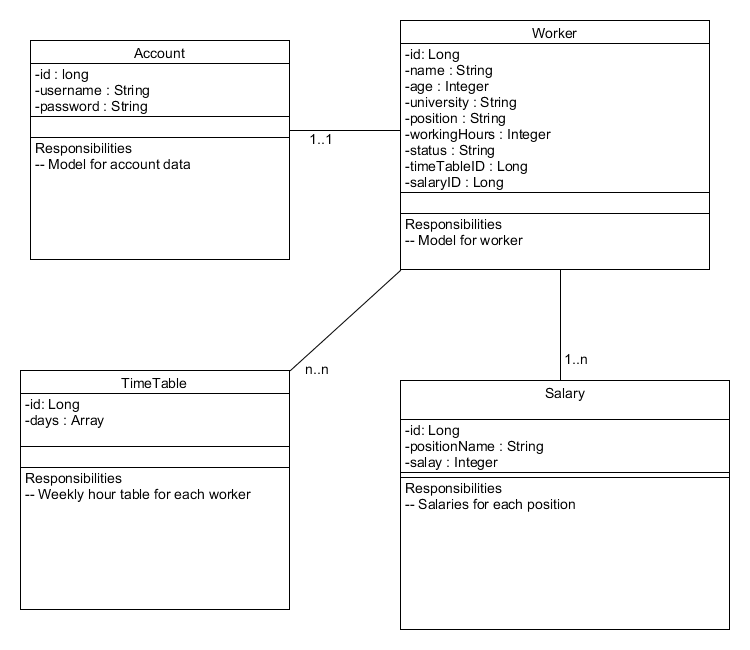 Account
-id : long
-username : String
-password : String
Responsibilities
-- Model for account data
1..1
Worker
-id: Long
-name : String
-age : Integer
-university : String
-position : String
-workingHours : Integer
-status : String
-timeTableID : Long
-salaryID : Long
Responsibilities
-- Model for worker
n..n
1..n
TimeTable
-id: Long
-days : Array
Responsibilities
-- Weekly hour table for each worker
Salary
-id: Long
-positionName : String
-salay : Integer
Responsibilities
-- Salaries for each position